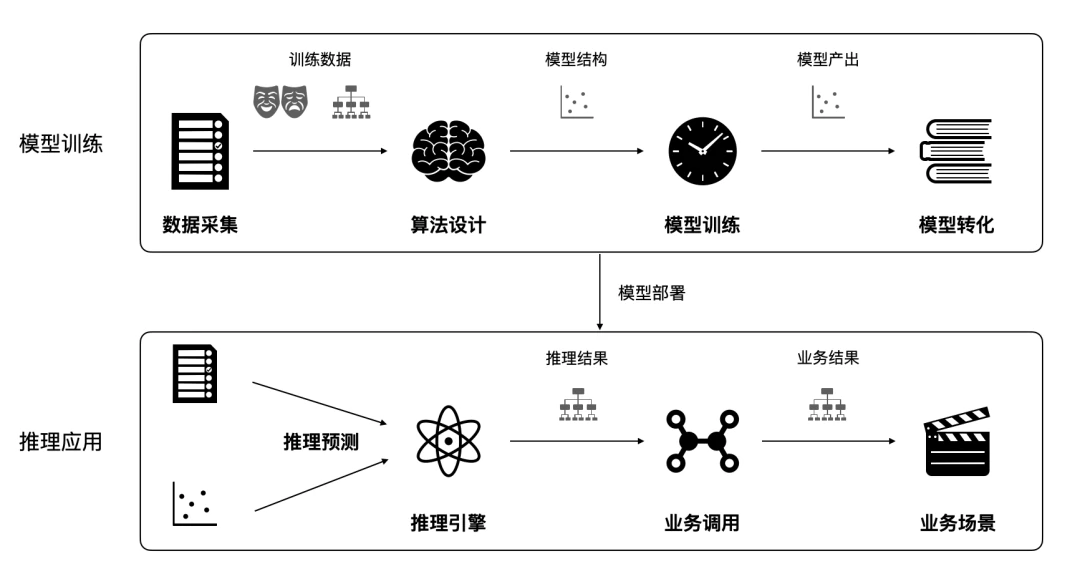 训练数据
模型结构
模型产出
模型训练
数据采集
算法设计
模型训练
模型转化
模型部署
推理结果
业务结果
推理应用
推理预测
推理引擎
业务调用
业务场景